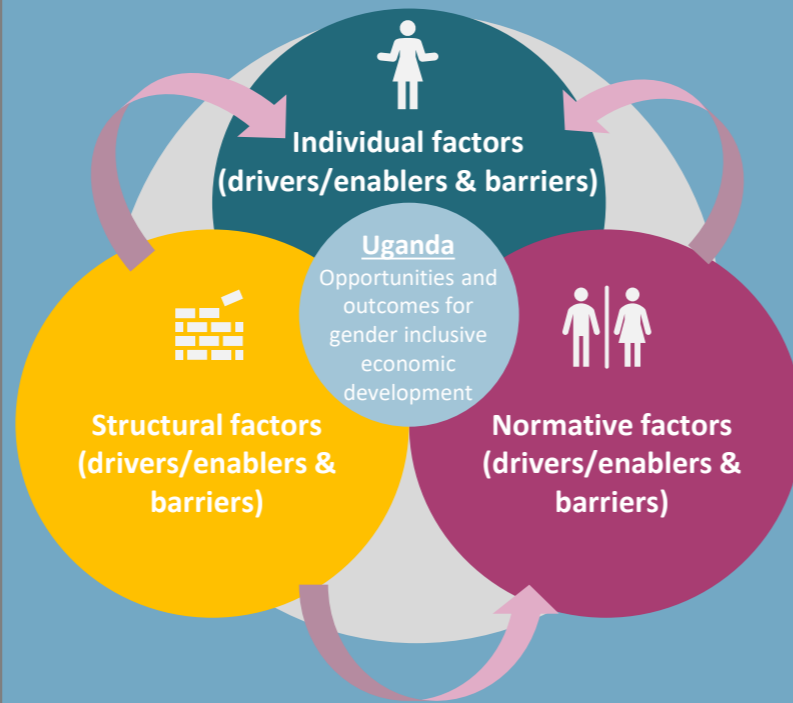 Individual factors
(drivers/enablers & barriers)
Uganda
Opportunities and
outcomes for
gender inclusive
economic
development
Structural factors
(drivers/enablers &
barriers)
Normative factors
(drivers/enablers &
barriers)